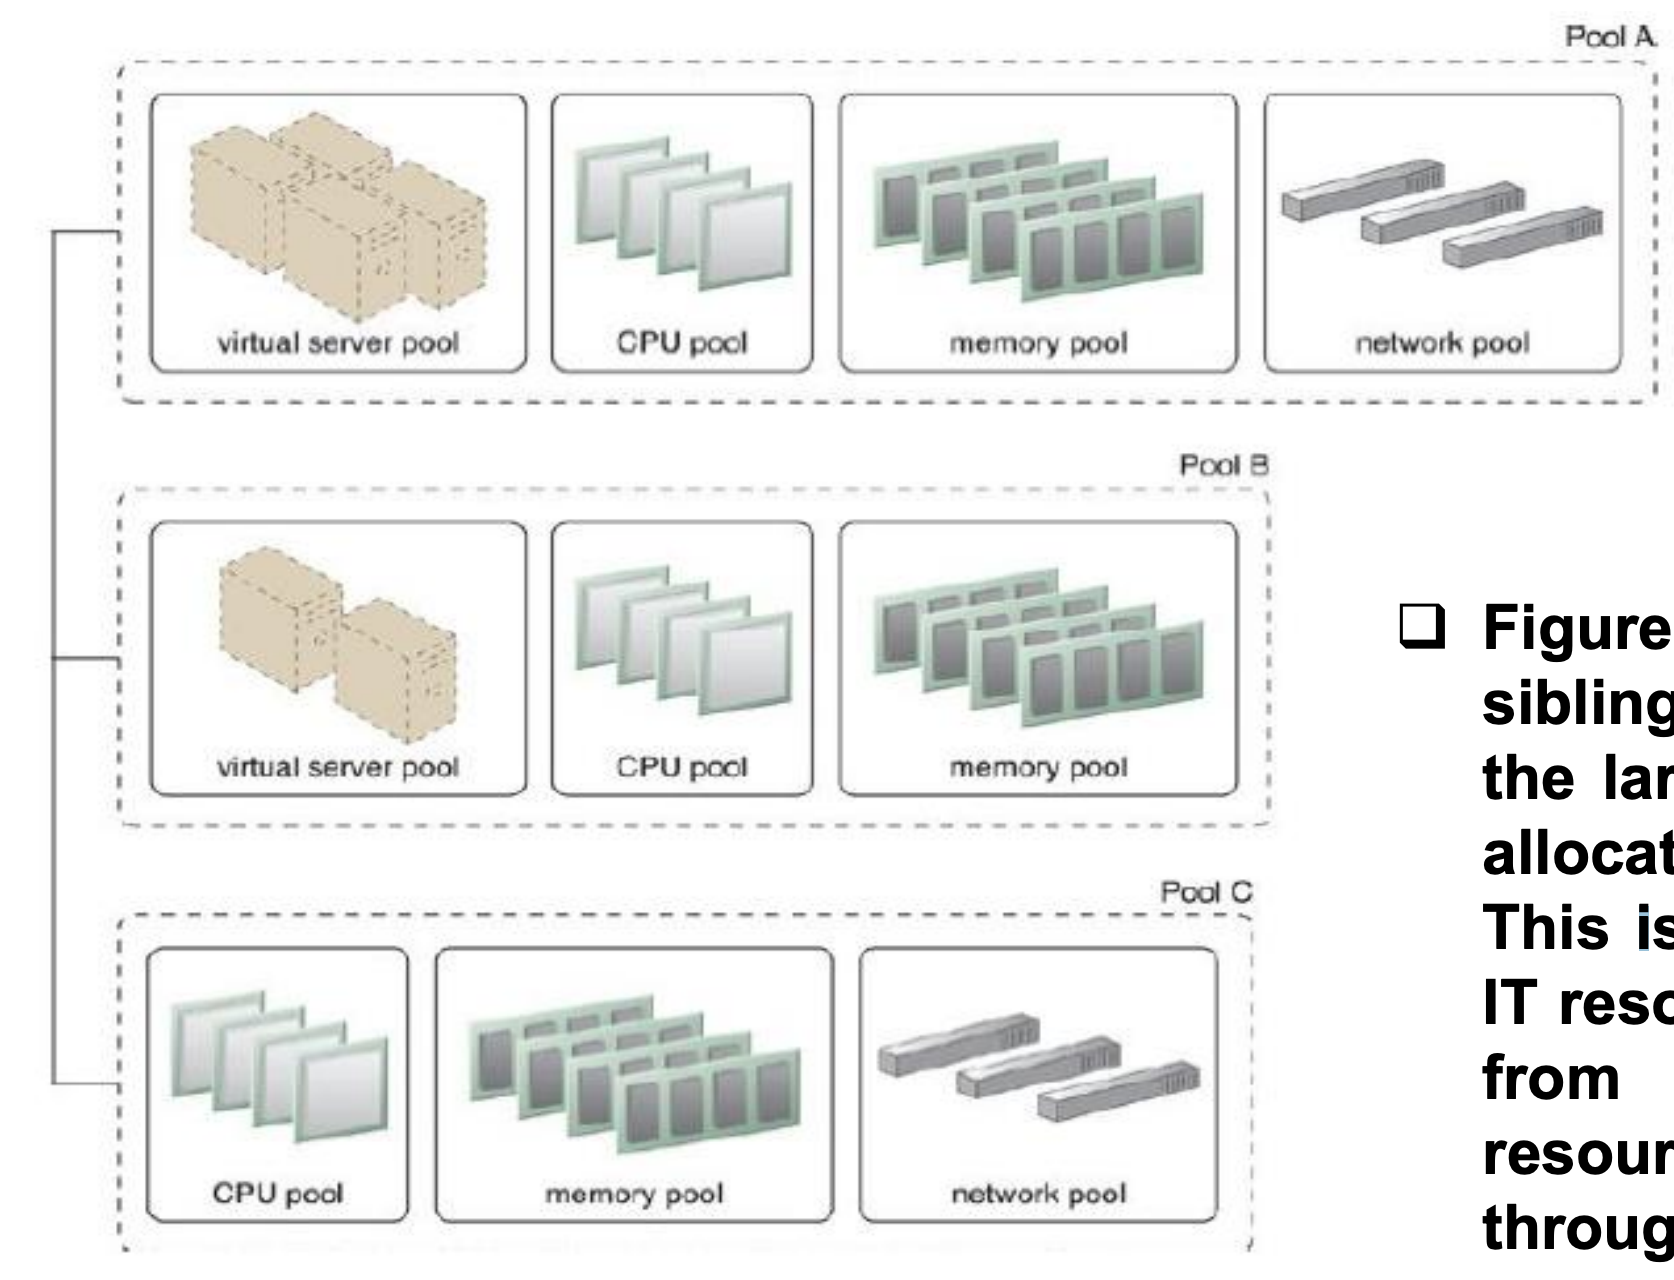 Pool A
virtual server pool
CPU pool
memory pool
network pool
Pool B
virtual server pool
CPU pool
memory pool
Pool C
CPU pool
memory pool
network pool
❑ Figure
sibling
the lar
allocat
This is
IT reso
from
resour
throug